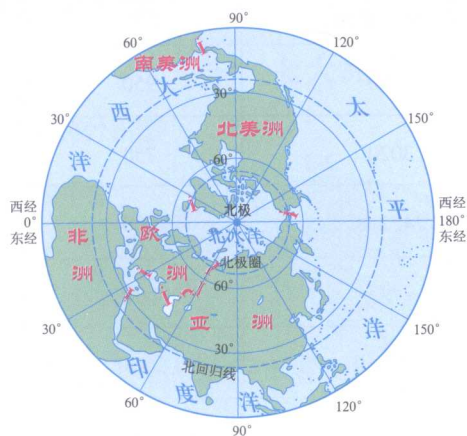 90°
60°
120°
南美洲
大
30°
太
30°
西
150°
北美洲
洋
60°
西经
0°
东经
北极
平
西经
180°
东经
非
洲
欧
洲
北冰洋
北极圈
60°
亚
洲
30°
洋
150°
30°
北回归线
印
度
洋
60°
120°
90°